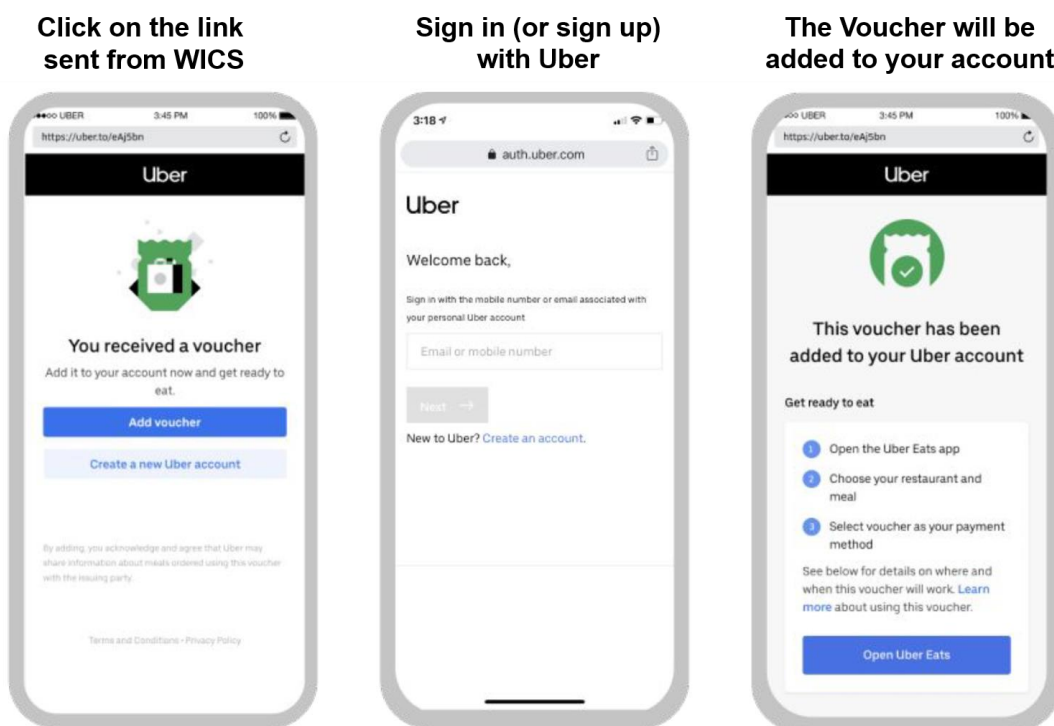 Click on the link
sent from WICS
UBER 3:45 PM 100%
https://uber.to/eAj5bn
Uber
You received a voucher
Add it to your account now and get ready to
eat.
Add voucher
Create a new Uber account
By adding, you acknowledge and agree that Uber may
share information about meals ordered using this voucher
with the issuing party.
Terms and Conditions • Privacy Policy
Sign in (or sign up)
with Uber
3:18
auth.uber.com
Uber
Welcome back,
Sign in with the mobile number or email associated with
your personal Uber account
Email or mobile number
Next →
New to Uber? Create an account.
The Voucher will be
added to your account
UBER 3:45 PM 100%
https://uber.to/eAj5bn
Uber
This voucher has been
added to your Uber account
Get ready to eat
1 Open the Uber Eats app
2 Choose your restaurant and
meal
3 Select voucher as your payment
method
See below for details on where and
when this voucher will work. Learn
more about using this voucher.
Open Uber Eats